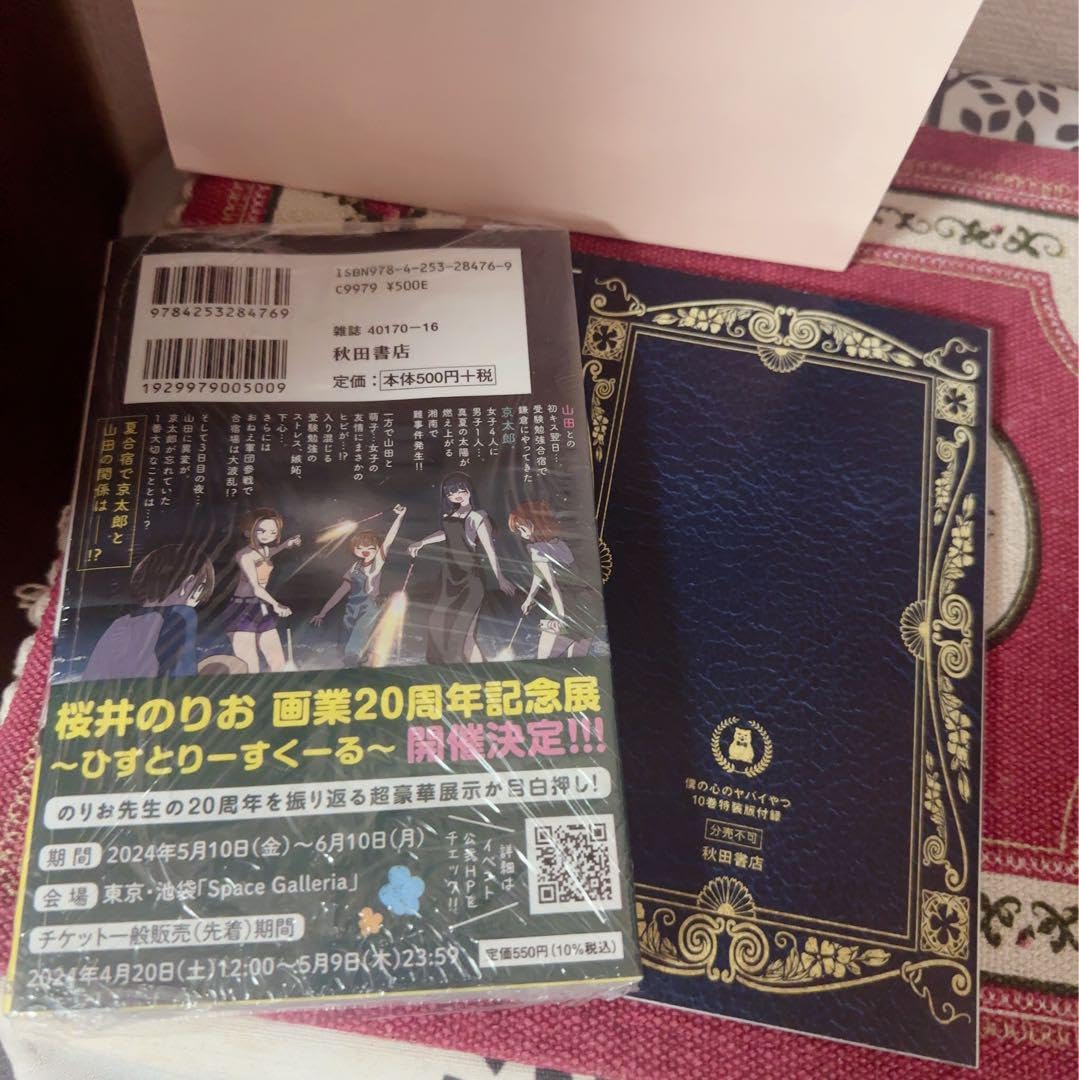 ISBN978-4-253-28476-9
C9979 ¥500E
9784253284769
雑誌 40170-16
秋田書店
1929979005009
定価：本体500円+税
山田との
初キス翌日…
受験勉強合宿で
鎌倉にやってきた
京太郎。
女子4人に
男子1人…、
真夏の太陽が
燃え上がる
湘南で
難事件発生!!
一方で山田と
萌子…女子の
友情にまさかの
ヒビが…!?
入り混じる
受験勉強の
ストレス、嫉妬、
下心…
さらには
おねえ軍団参戦で
合宿場は大波乱!?
そして3日目の夜…
山田に異変が。
京太郎が忘れていた
1番大切なこととは…?
夏合宿で京太郎と
山田の関係は――!?
桜井のりお 画業20周年記念展
～ひすとりーすくーる～ 開催決定!!!
のりお先生の20周年を振り返る超豪華展示が目白押し!
期間 2024年5月10日(金)～6月10日(月)
会場 東京・池袋「Space Galleria」
チケット一般販売(先着)期間
2024年4月20日(土)12:00～5月9日(木)23:59
詳細は
イベント
公式HPを
チェック!!
定価550円(10%税込)
僕の心のヤバイやつ
10巻特装版付録
分売不可
秋田書店